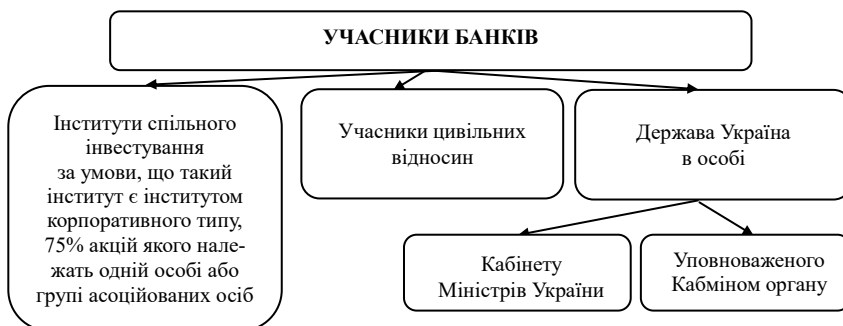 УЧАСНИКИ БАНКІВ
Інститути спільного
інвестування
за умови, що такий
інститут є інститутом
корпоративного типу,
75% акцій якого нале-
жать одній особі або
групі асоційованих осіб
Учасники цивільних
відносин
Держава Україна
в особі
Кабінету
Міністрів України
Уповноваженого
Кабміном органу